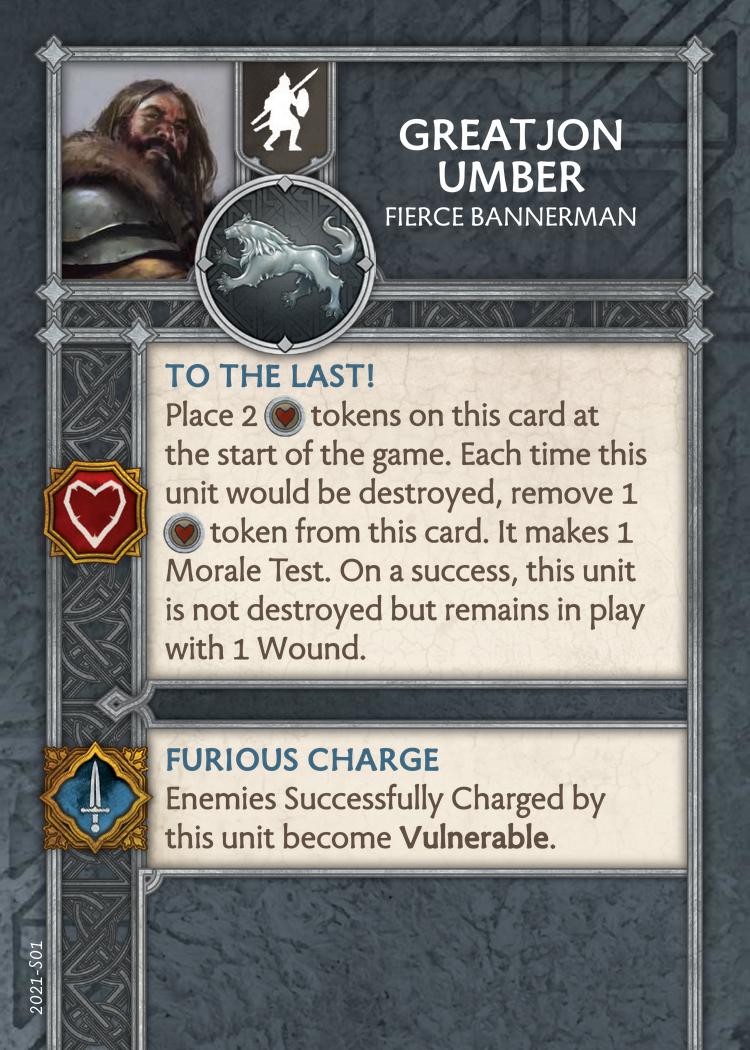 GREATJON
UMBER
FIERCE BANNERMAN
TO THE LAST!
Place 2 tokens on this card at
the start of the game. Each time this
unit would be destroyed, remove 1
token from this card. It makes 1
Morale Test. On a success, this unit
is not destroyed but remains in play
with 1 Wound.
FURIOUS CHARGE
Enemies Successfully Charged by
this unit become Vulnerable.
2021-S01